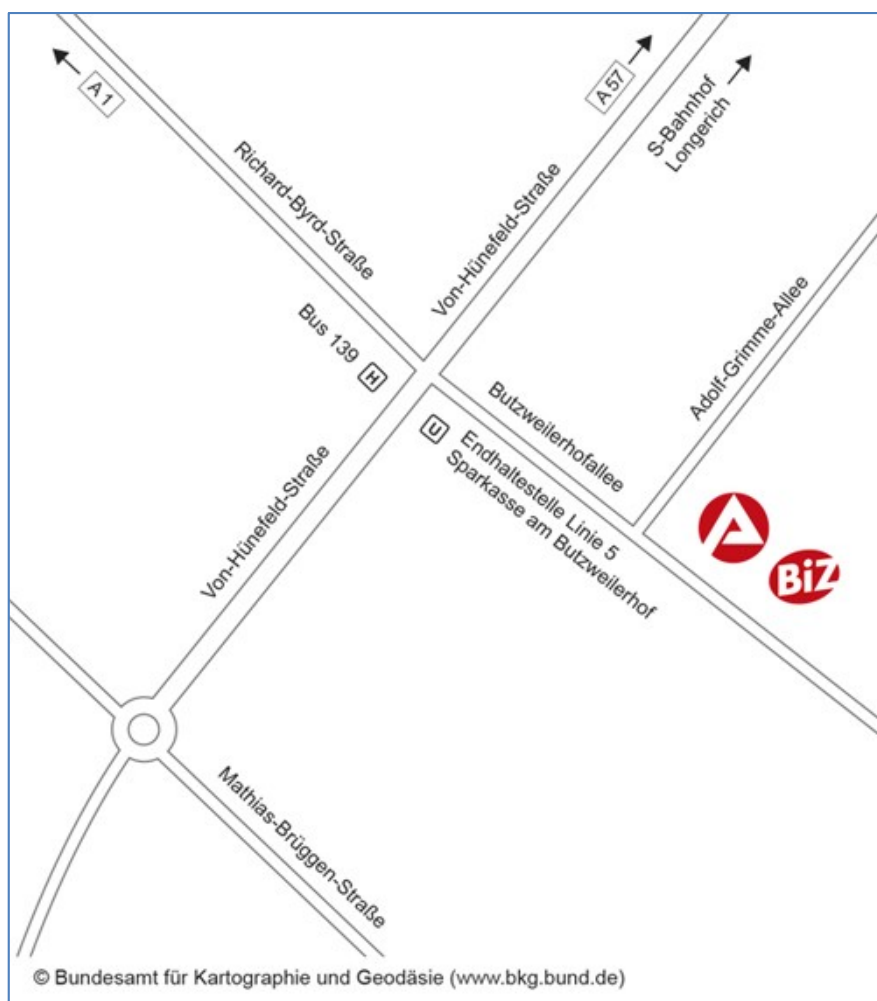 A 1
A 57
S-Bahnhof
Longerich
Richard-Byrd-Straße
Von-Hünefeld-Straße
Adolf-Grimme-Allee
Bus 139 H
Butzweilerhofallee
U Endhaltestelle Linie 5
Sparkasse am Butzweilerhof
Von-Hünefeld-Straße
BiZ
Mathias-Brüggen-Straße
© Bundesamt für Kartographie und Geodäsie (www.bkg.bund.de)